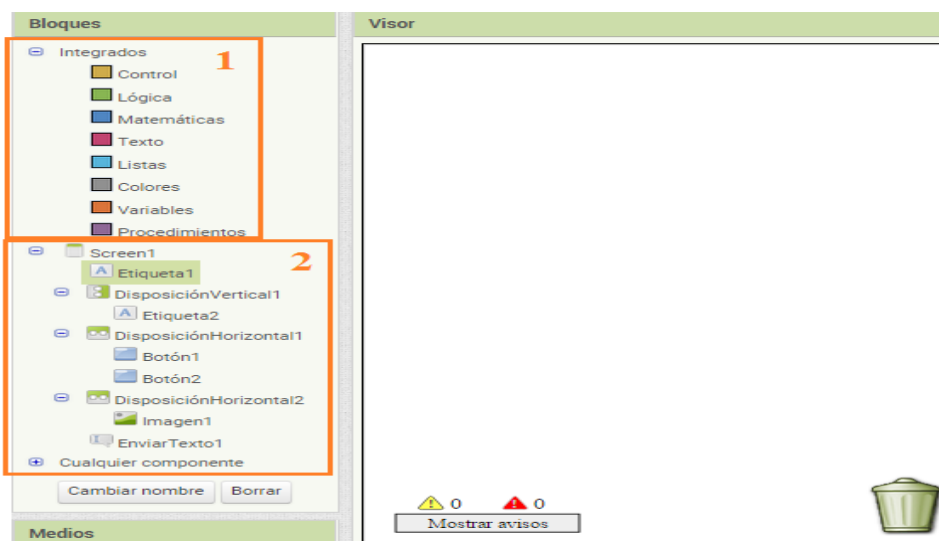 Bloques
Visor
Integrados
1
Control
Lógica
Matemáticas
Texto
Listas
Colores
Variables
Procedimientos
Screen1
2
Etiqueta1
DisposiciónVertical1
Etiqueta2
DisposiciónHorizontal1
Botón1
Botón2
DisposiciónHorizontal2
Imagen1
EnviarTexto1
Cualquier componente
Cambiar nombre Borrar
0 0
Mostrar avisos
Medios